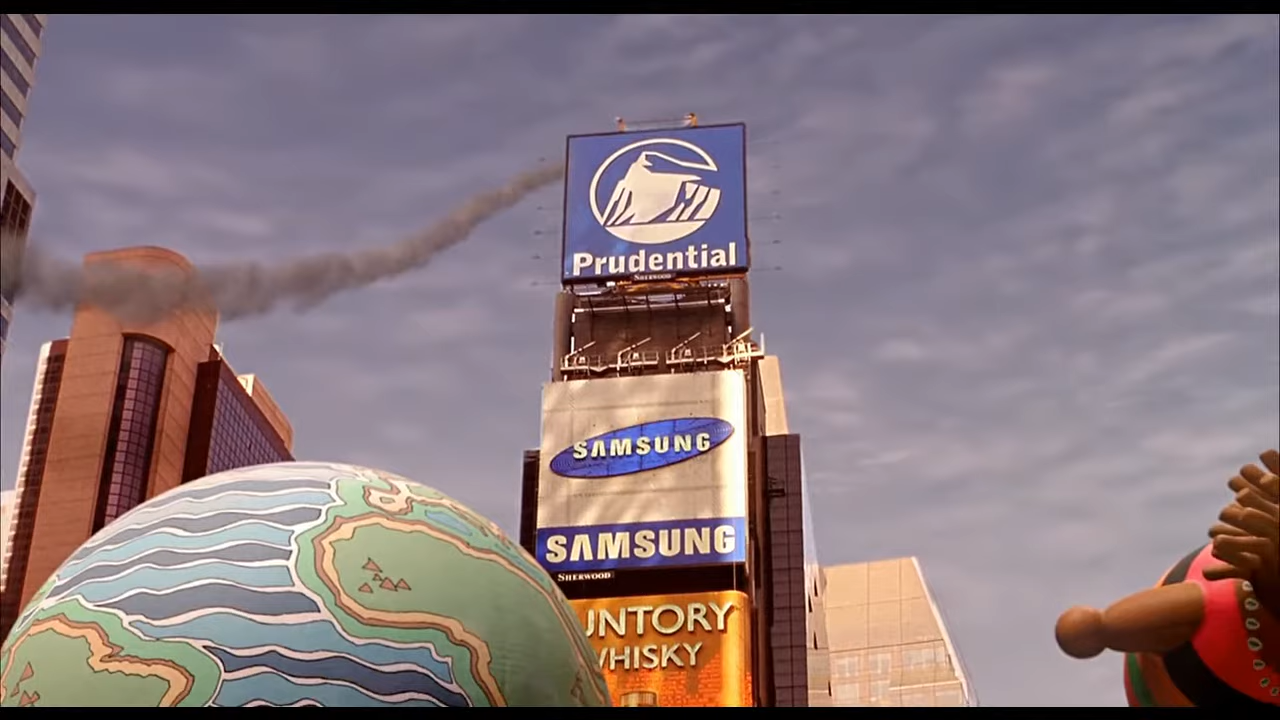 Prudential
SHERWOOD
SAMSUNG
SAMSUNG
SHERWOOD
UNTORY
WHISKY